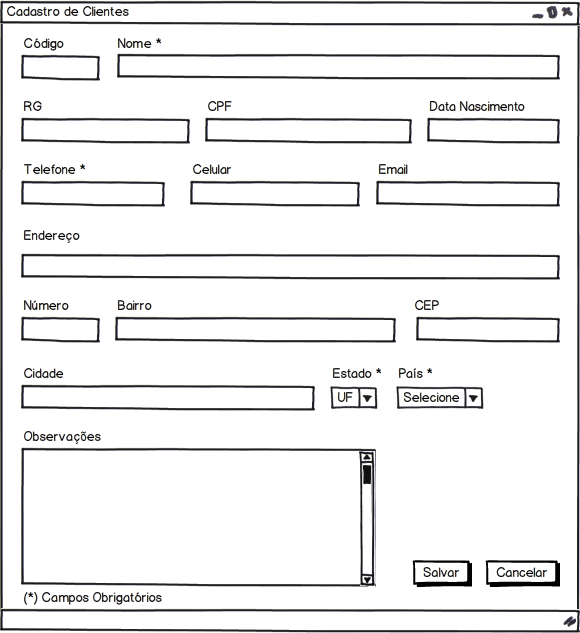 Cadastro de Clientes
Código Nome *
RG CPF Data Nascimento
Telefone * Celular Email
Endereço
Número Bairro CEP
Cidade Estado * País *
UF Selecione
Observações
Salvar Cancelar
(*) Campos Obrigatórios